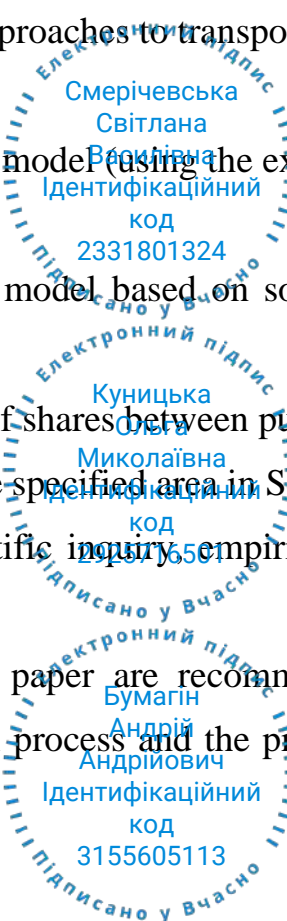 proaches to transpo
Електронний підпис
Смерічевська
Світлана
Василівна
model (using the ex
Ідентифікаційний
код
2331801324
Підписано у Вчасно
model based on so
Електронний підпис
Куницька
f shares between pu
Ольга
Миколаївна
e specified area in S
Ідентифікаційний
код
tific inquiry, empiri
Підписано у Вчасно
Електронний підпис
paper are recomm
Бумагін
Андрій
process and the pr
Андрійович
Ідентифікаційний
код
3155605113
Підписано у Вчасно